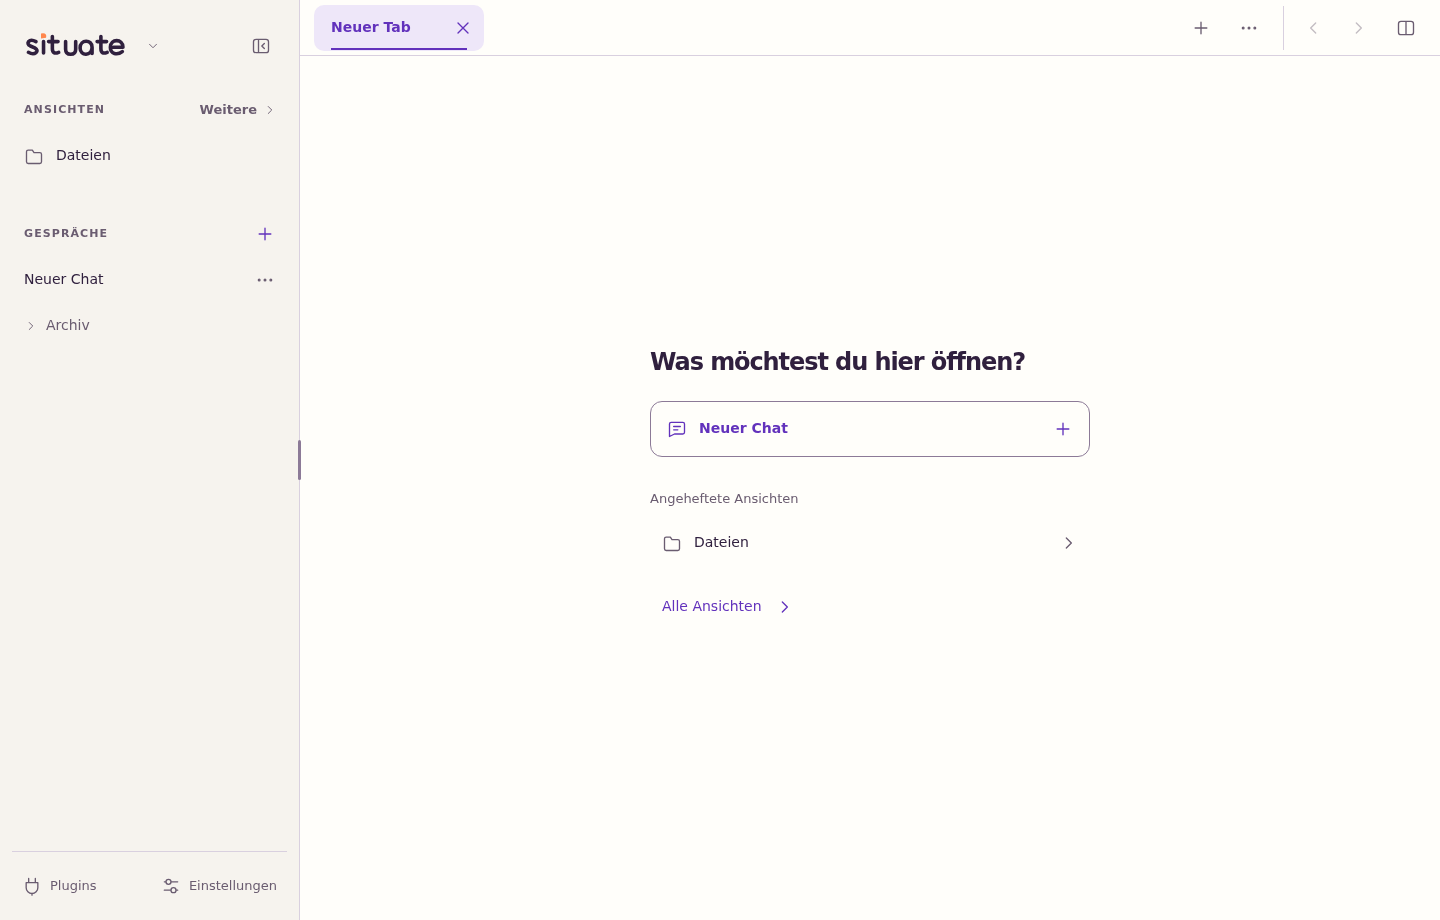 situate
Neuer Tab
ANSICHTEN
Weitere
Dateien
GESPRÄCHE
Neuer Chat
Archiv
Was möchtest du hier öffnen?
Neuer Chat
Angeheftete Ansichten
Dateien
Alle Ansichten
Plugins
Einstellungen